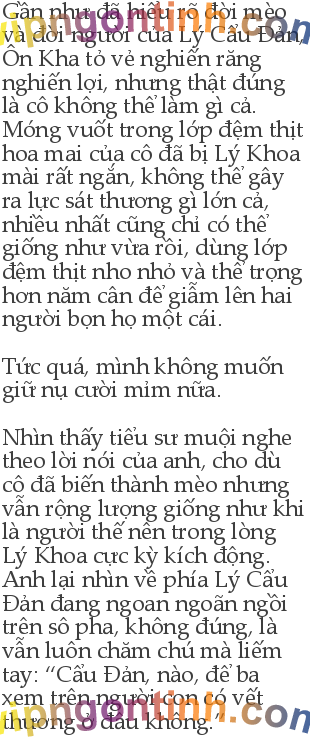 Gần như đã hiểu rõ đời mèo
và đời người của Lý Cẩu Đản,
Ôn Kha tỏ vẻ nghiến răng
nghiến lợi, nhưng thật đúng
là cô không thể làm gì cả.
Móng vuốt trong lớp đệm thịt
hoa mai của cô đã bị Lý Khoa
mài rất ngắn, không thể gây
ra lực sát thương gì lớn cả,
nhiều nhất cũng chỉ có thể
giống như vừa rồi, dùng lớp
đệm thịt nho nhỏ và thể trọng
hơn năm cân để giẫm lên hai
người bọn họ một cái.
Tức quá, mình không muốn
giữ nụ cười mỉm nữa.
Nhìn thấy tiểu sư muội nghe
theo lời nói của anh, cho dù
cô đã biến thành mèo nhưng
vẫn rộng lượng giống như khi
là người thế nên trong lòng
Lý Khoa cực kỳ kích động.
Anh lại nhìn về phía Lý Cẩu
Đản đang ngoan ngoãn ngồi
trên sô pha, không đúng, là
vẫn luôn chăm chú mà liếm
tay: “Cẩu Đản, nào, để ba
xem trên người con có vết
thương ở đâu không.”
vipngontinh.com
vipngontinh.com